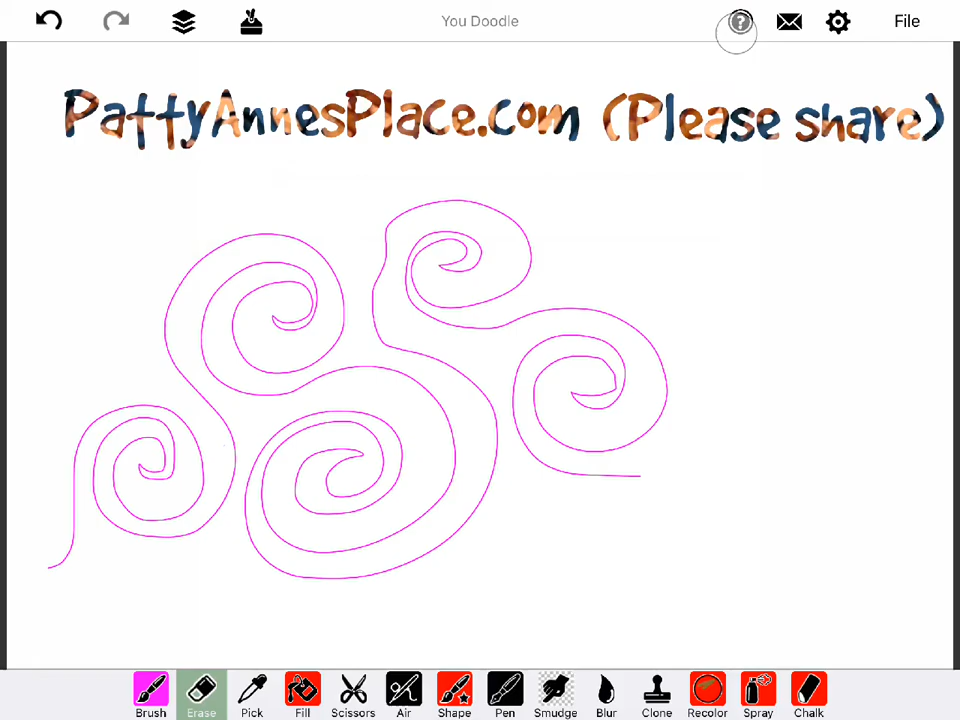 You Doodle
File
PattyAnnesPlace.com (Please share)
Brush Erase Pick Fill Scissors Air Shape Pen Smudge Blur Clone Recolor Spray Chalk